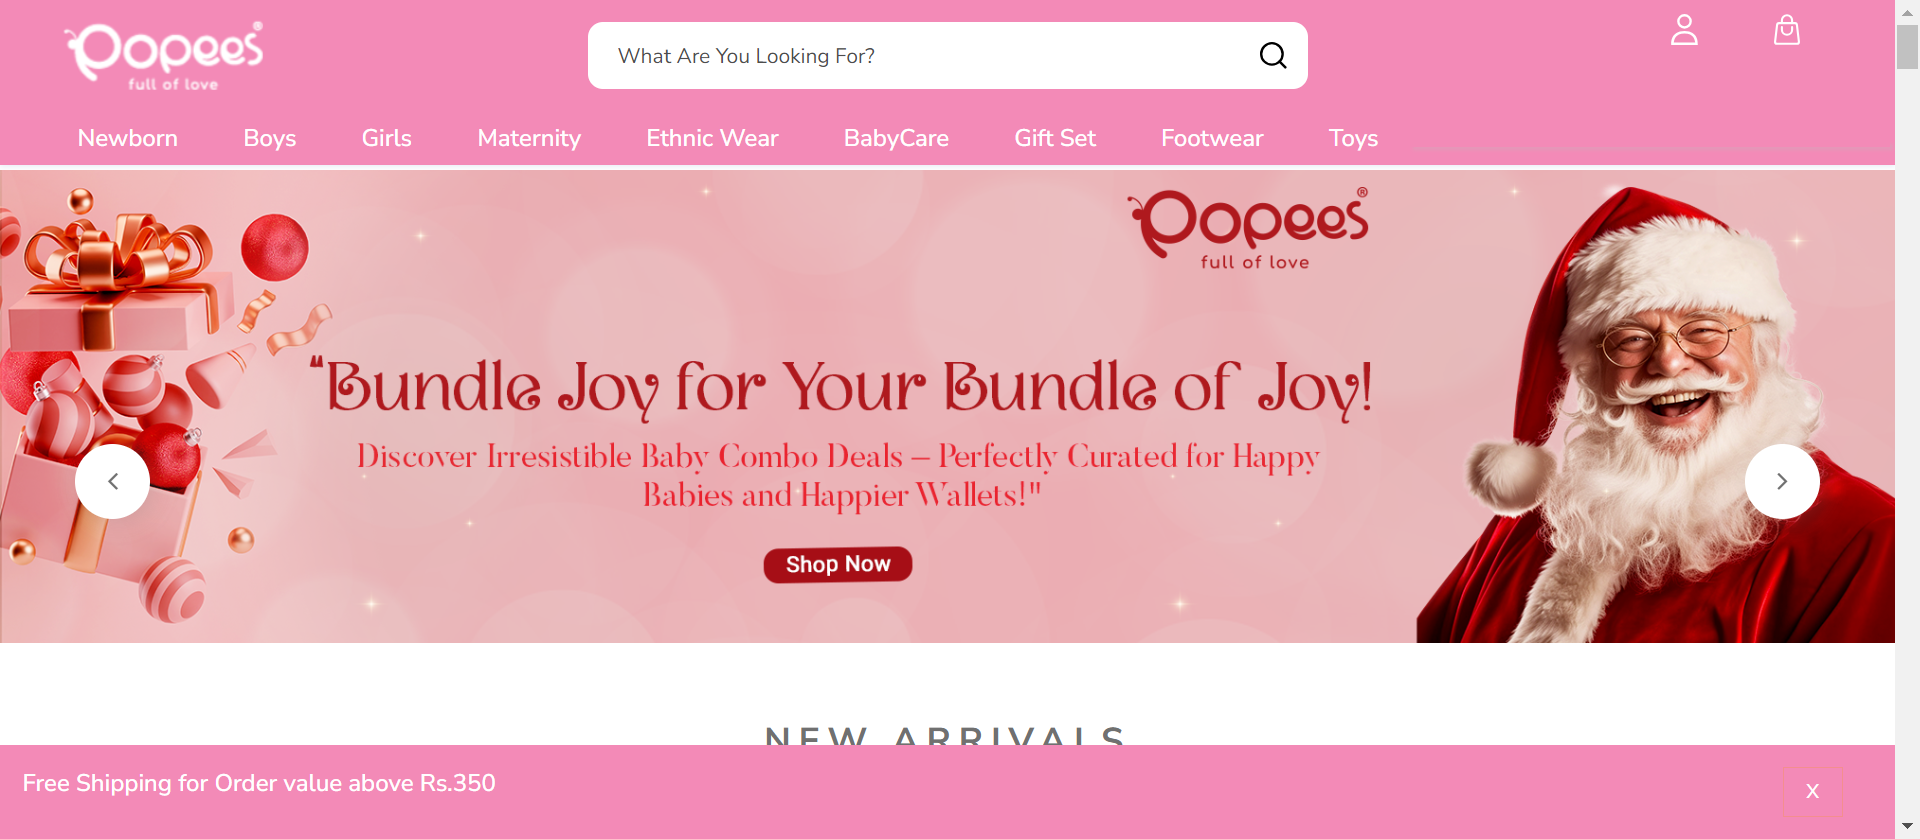 Popees®
full of love
What Are You Looking For?
Newborn
Boys
Girls
Maternity
Ethnic Wear
BabyCare
Gift Set
Footwear
Toys
Popees®
full of love
“Bundle Joy for Your Bundle of Joy!
Discover Irresistible Baby Combo Deals – Perfectly Curated for Happy
Babies and Happier Wallets!"
Shop Now
NEW ARRIVALS
Free Shipping for Order value above Rs.350
X